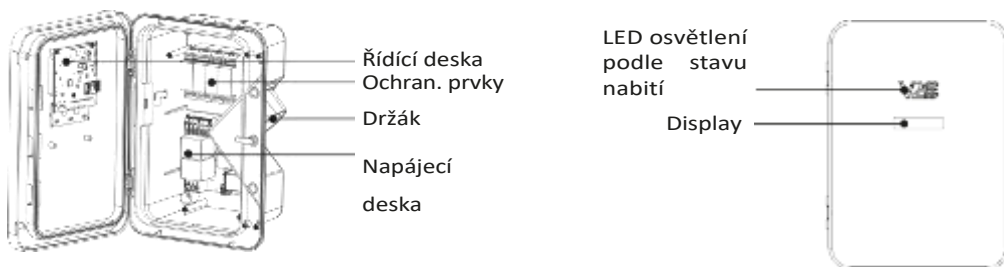 Řídící deska
Ochran. prvky
Držák
Napájecí
deska
LED osvětlení
podle stavu
nabití
Display